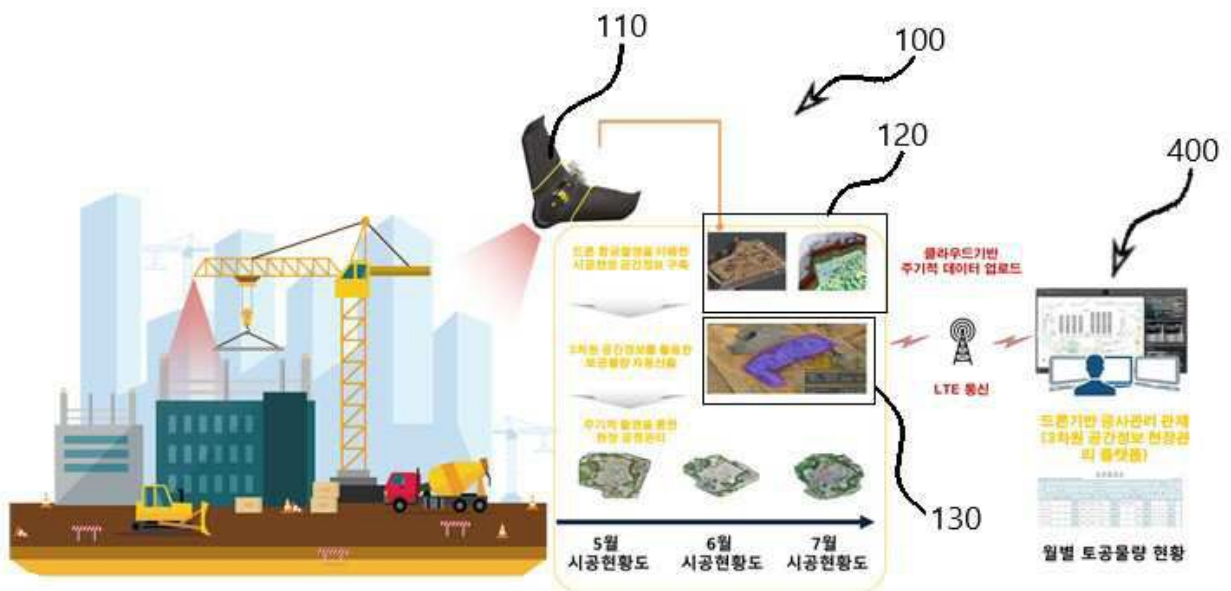 110
100
120
400
드론 항공촬영을 이용한
시공현장 공간정보 구축
클라우드기반
주기적 데이터 업로드
3차원 공간정보를 활용한
토공물량 자동산출
LTE 통신
주기적 촬영을 통한
현장 공정관리
드론기반 공사관리 관제
(3차원 공간정보 현장관
리 플랫폼)
130
5월
시공현황도
6월
시공현황도
7월
시공현황도
월별 토공물량 현황